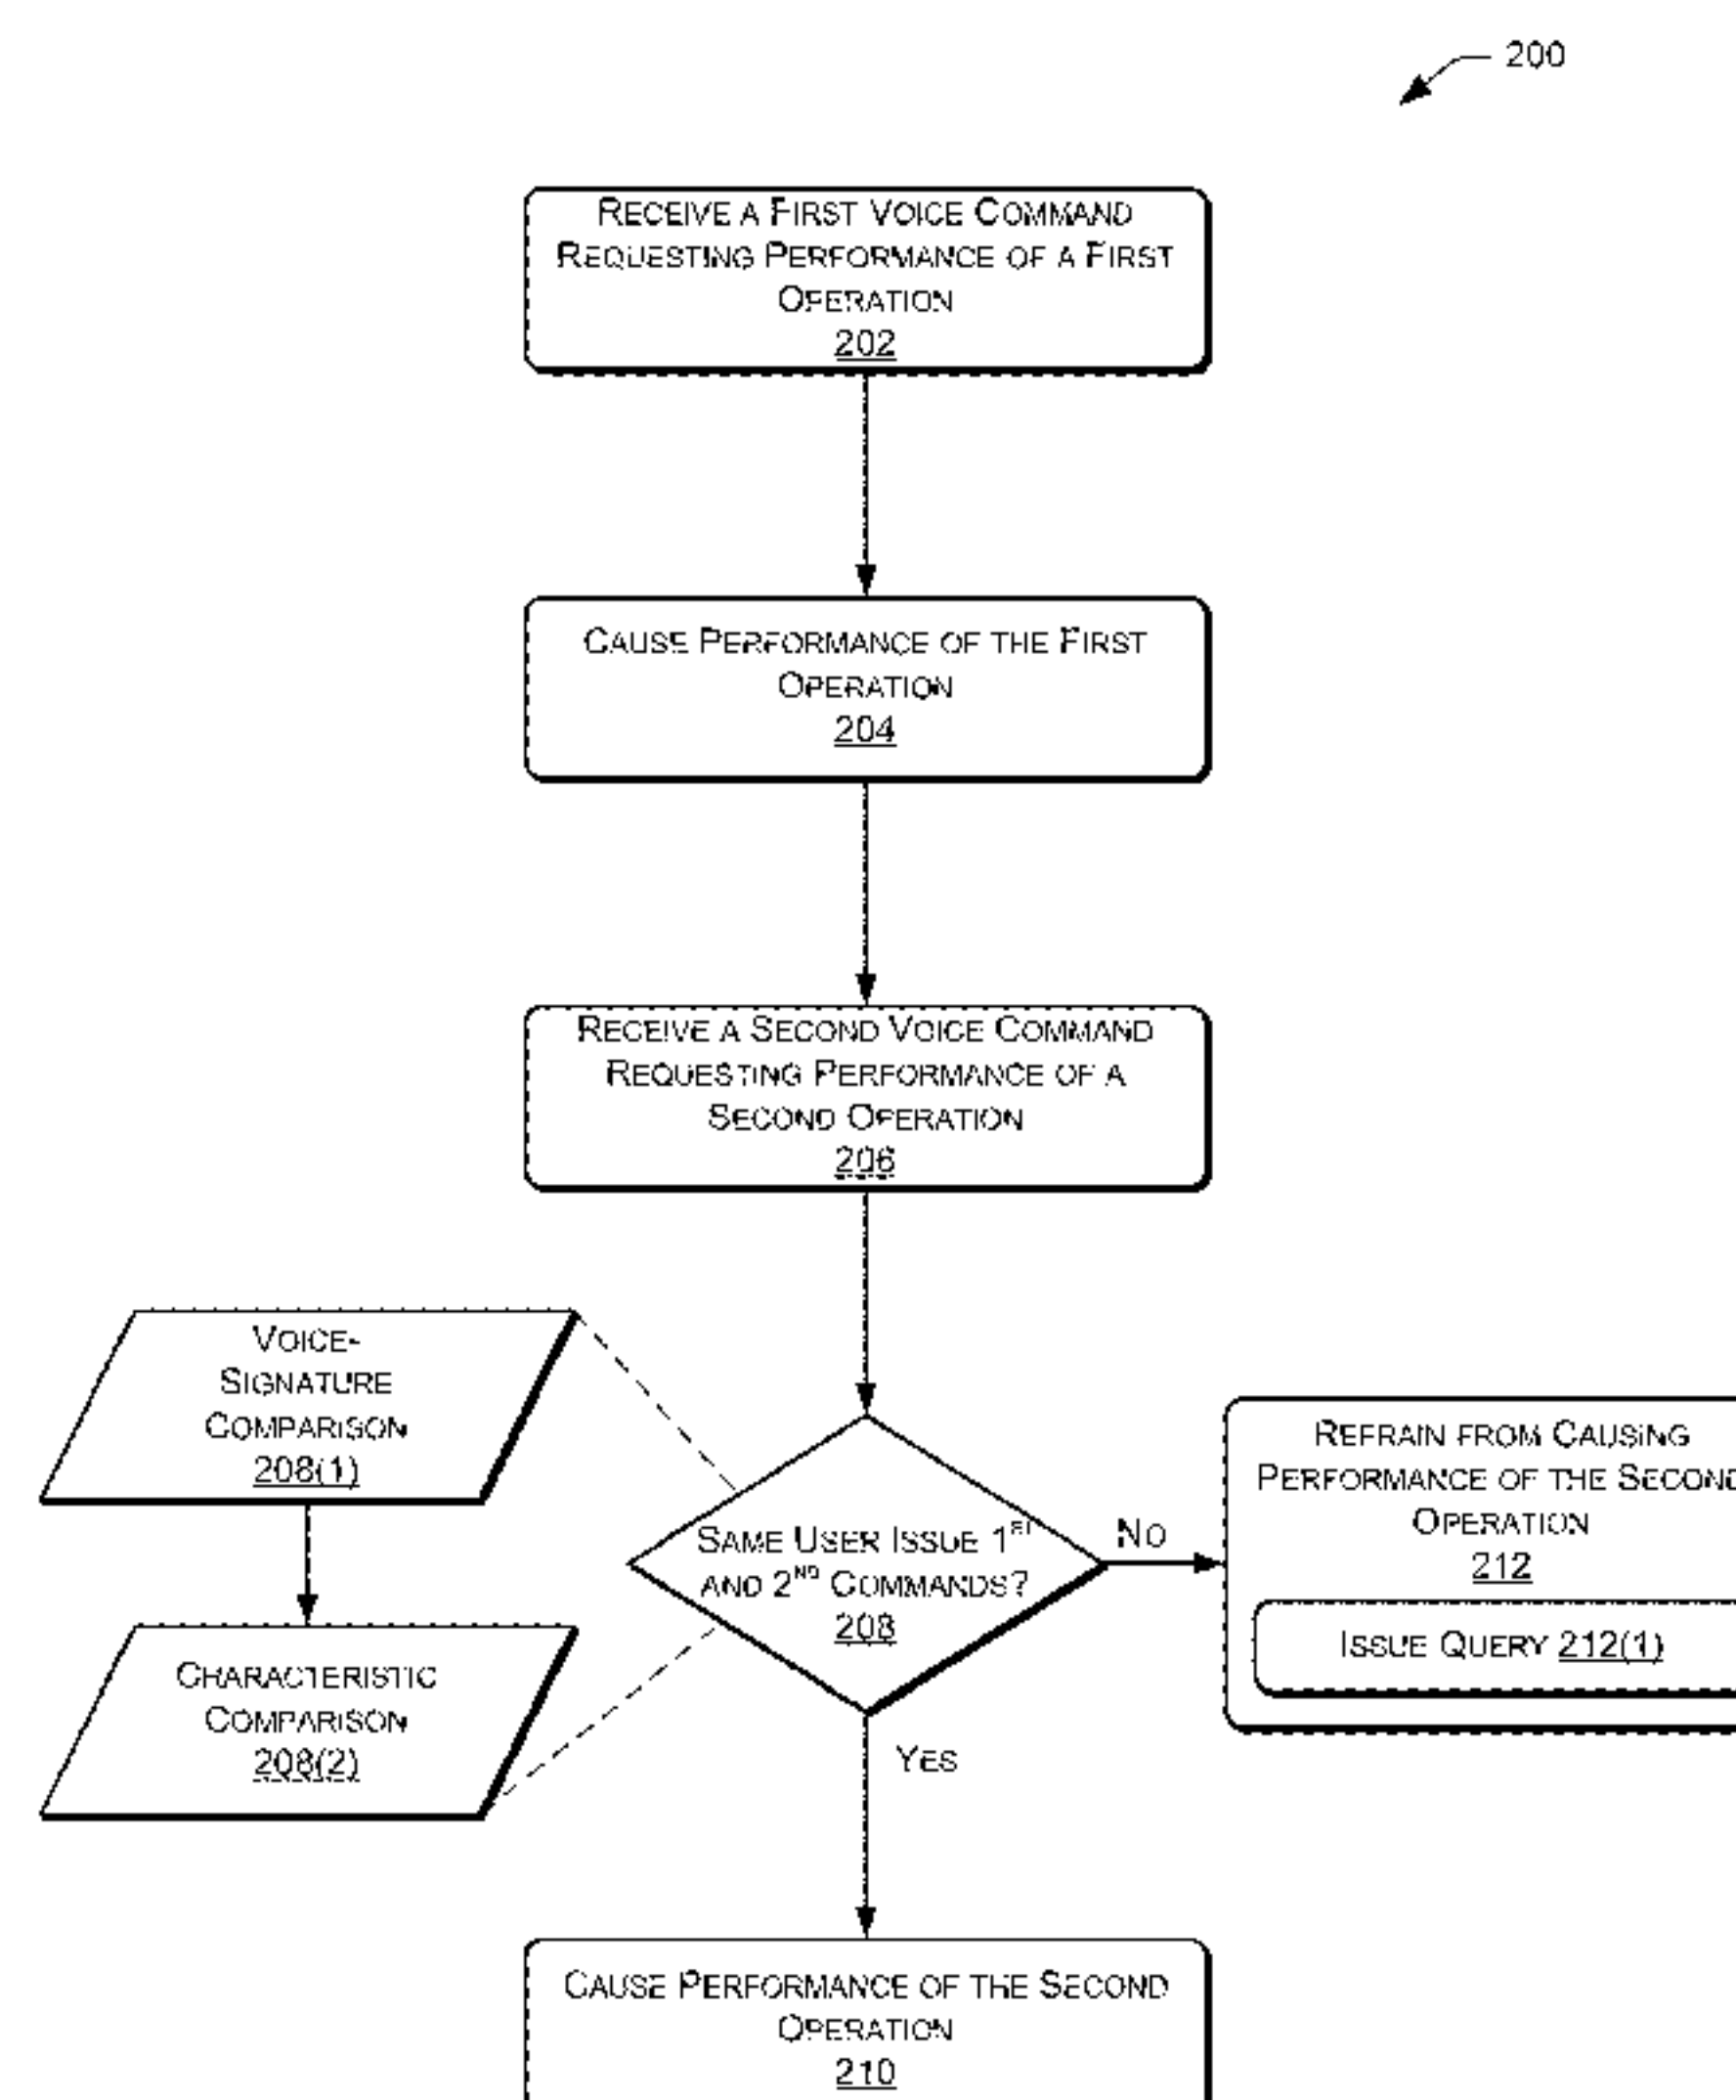 200
RECEIVE A FIRST VOICE COMMAND
REQUESTING PERFORMANCE OF A FIRST
OPERATION
202
CAUSE PERFORMANCE OF THE FIRST
OPERATION
204
RECEIVE A SECOND VOICE COMMAND
REQUESTING PERFORMANCE OF A
SECOND OPERATION
206
VOICE-
SIGNATURE
COMPARISON
208(1)
CHARACTERISTIC
COMPARISON
208(2)
SAME USER ISSUE 1ST
AND 2ND COMMANDS?
208
NO
REFRAIN FROM CAUSING
PERFORMANCE OF THE SECOND
OPERATION
212
ISSUE QUERY 212(1)
YES
CAUSE PERFORMANCE OF THE SECOND
OPERATION
210